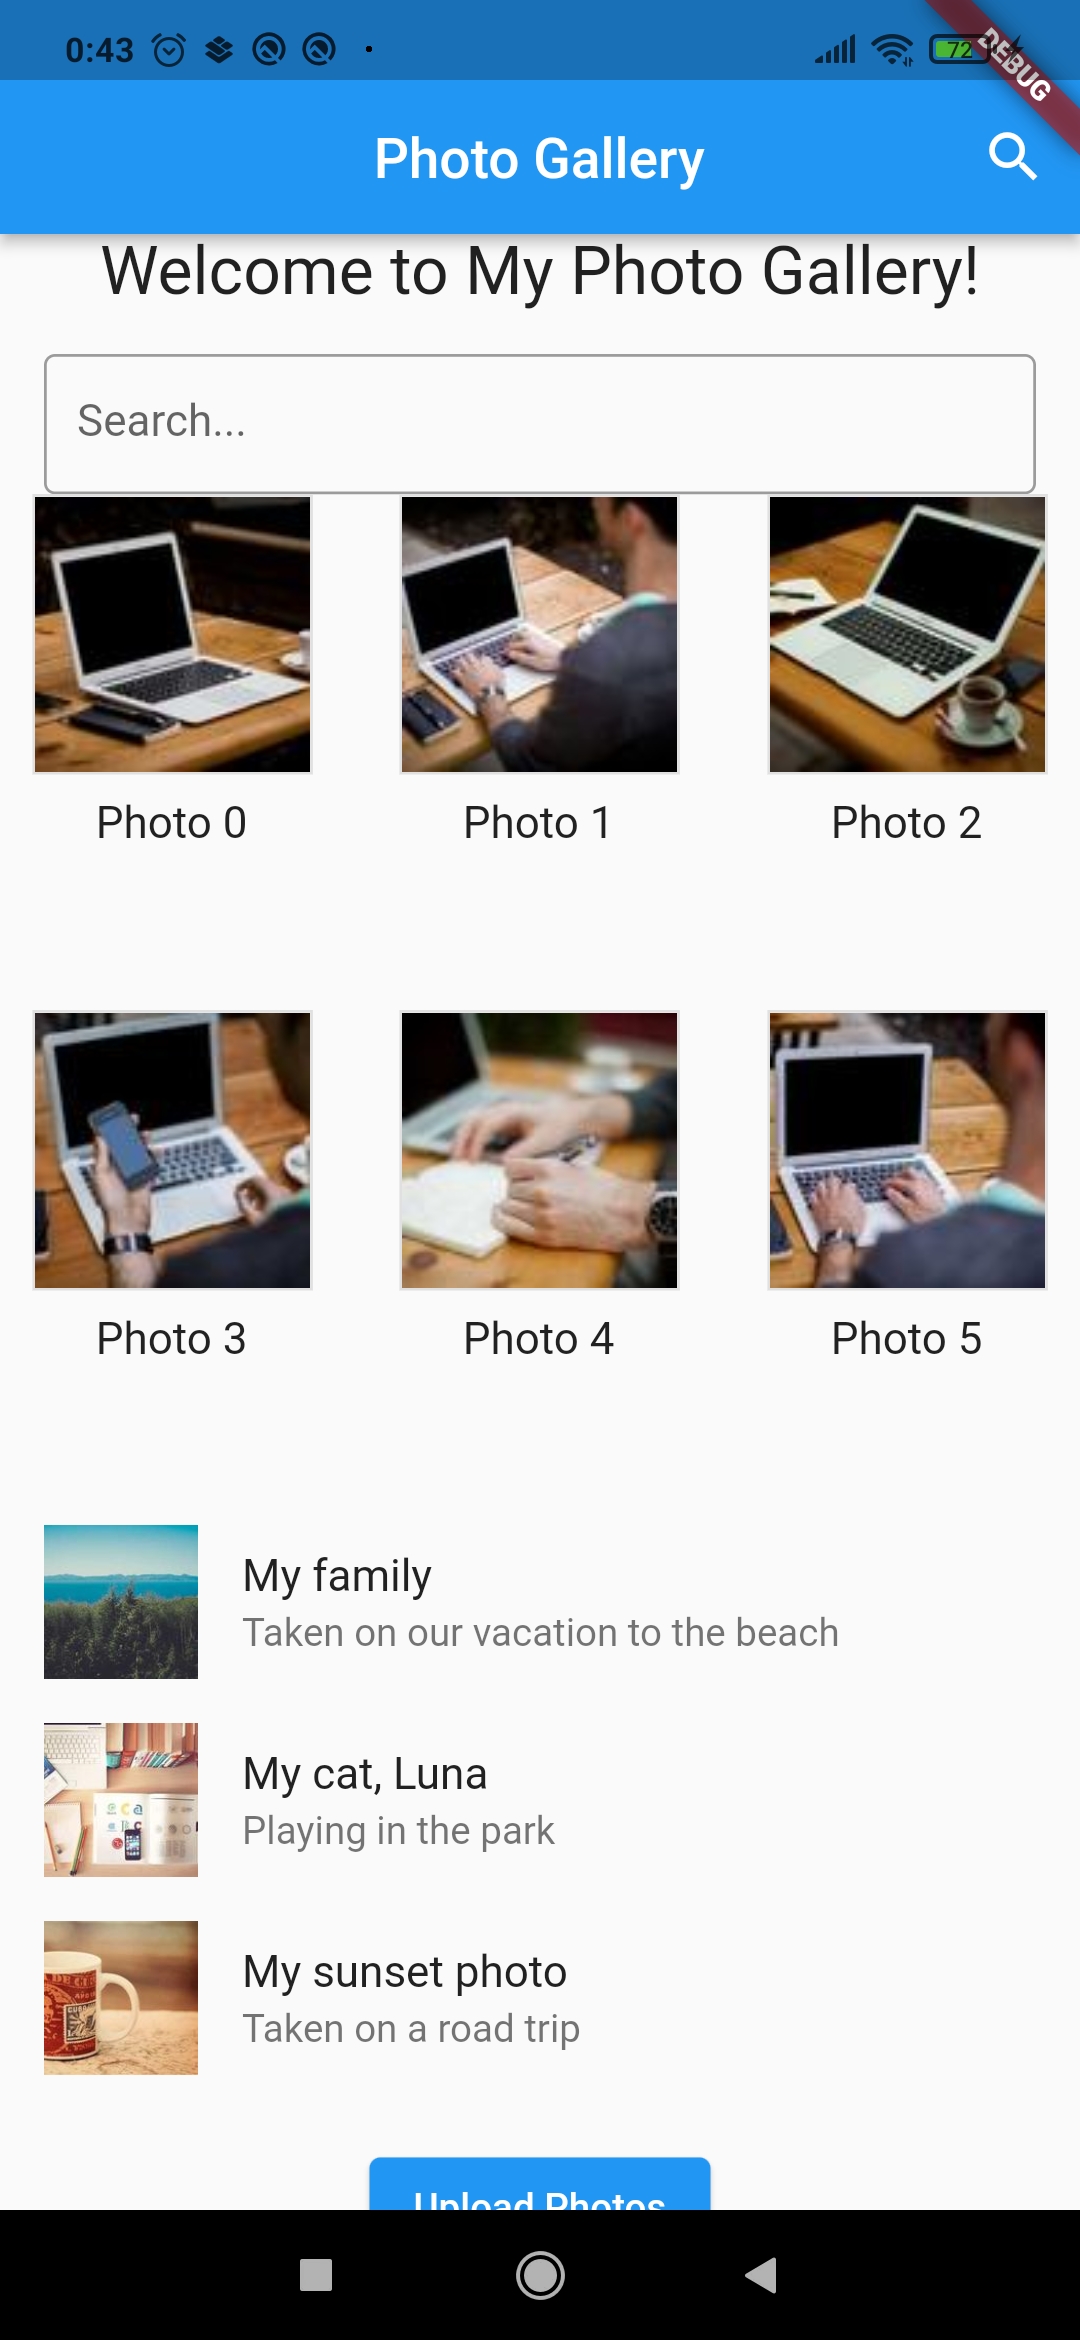 0:43
72
DEBUG
Photo Gallery
Welcome to My Photo Gallery!
Search...
Photo 0
Photo 1
Photo 2
Photo 3
Photo 4
Photo 5
My family
Taken on our vacation to the beach
My cat, Luna
Playing in the park
My sunset photo
Taken on a road trip
Upload Photos